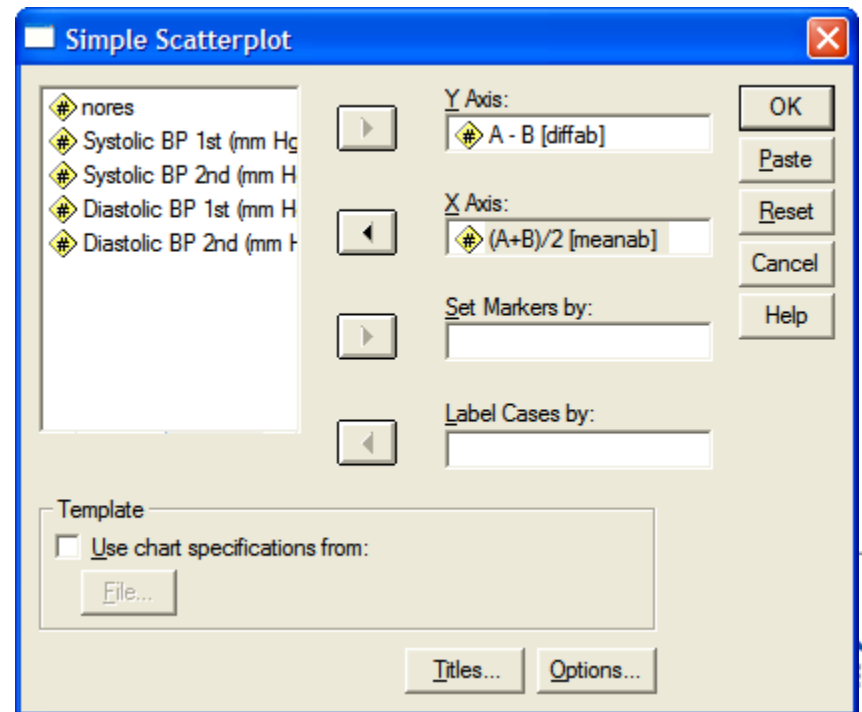 Simple Scatterplot
nores
Systolic BP 1st (mm Hg
Systolic BP 2nd (mm H
Diastolic BP 1st (mm H
Diastolic BP 2nd (mm H
Y Axis:
A - B [diffab]
X Axis:
(A+B)/2 [meanab]
Set Markers by:
Label Cases by:
OK
Paste
Reset
Cancel
Help
Template
Use chart specifications from:
File...
Titles...
Options...